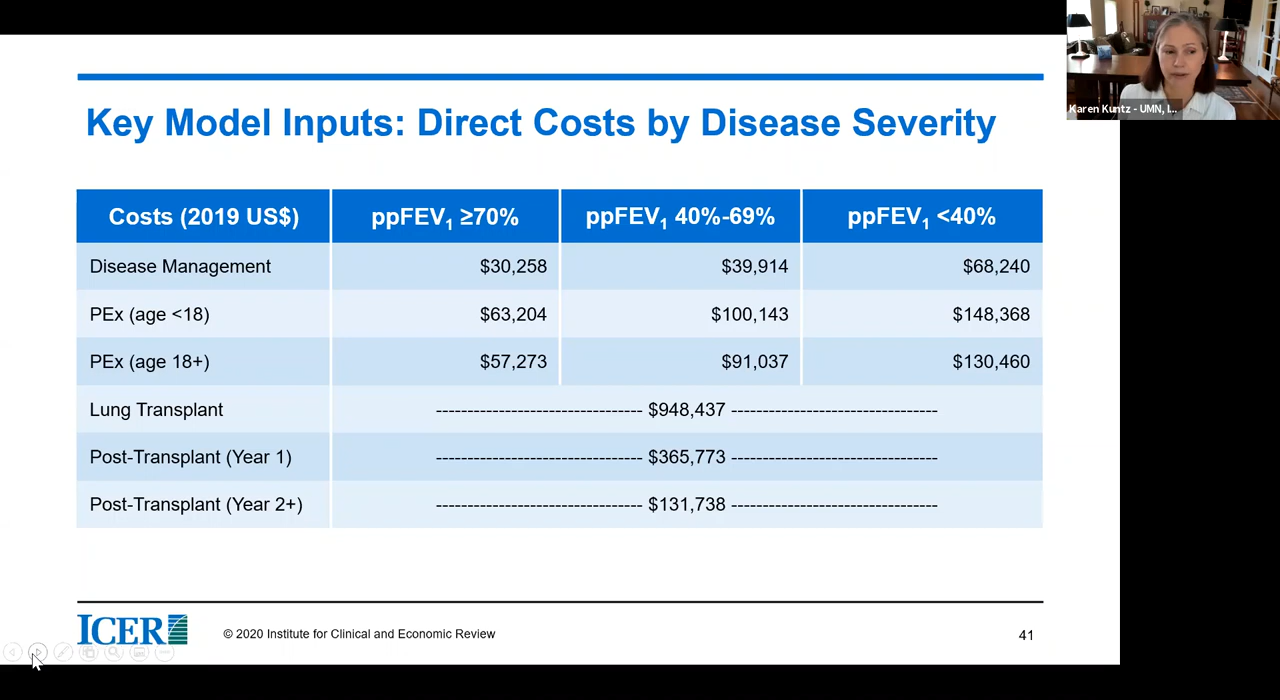 Karen Kuntz - UMN, I...
Key Model Inputs: Direct Costs by Disease Severity
Costs (2019 US$) ppFEV1 ≥70% ppFEV1 40%-69% ppFEV1 <40%
Disease Management $30,258 $39,914 $68,240
PEx (age <18) $63,204 $100,143 $148,368
PEx (age 18+) $57,273 $91,037 $130,460
Lung Transplant --------------------------------- $948,437 ---------------------------------
Post-Transplant (Year 1) --------------------------------- $365,773 ---------------------------------
Post-Transplant (Year 2+) --------------------------------- $131,738 ---------------------------------
ICER © 2020 Institute for Clinical and Economic Review 41